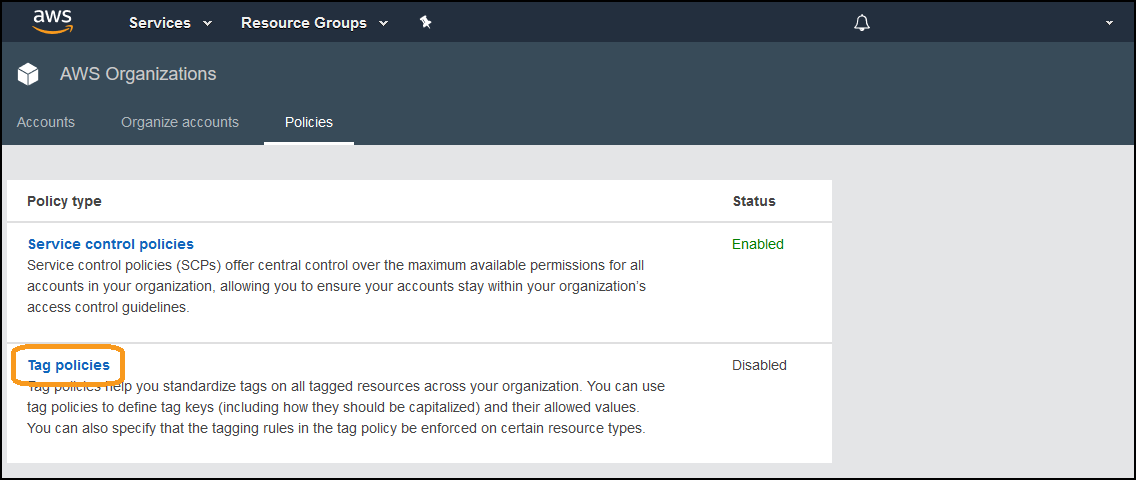 aws
Services
Resource Groups
AWS Organizations
Accounts
Organize accounts
Policies
Policy type
Status
Service control policies
Enabled
Service control policies (SCPs) offer central control over the maximum available permissions for all
accounts in your organization, allowing you to ensure your accounts stay within your organization's
access control guidelines.
Tag policies
Disabled
Tag policies help you standardize tags on all tagged resources across your organization. You can use
tag policies to define tag keys (including how they should be capitalized) and their allowed values.
You can also specify that the tagging rules in the tag policy be enforced on certain resource types.